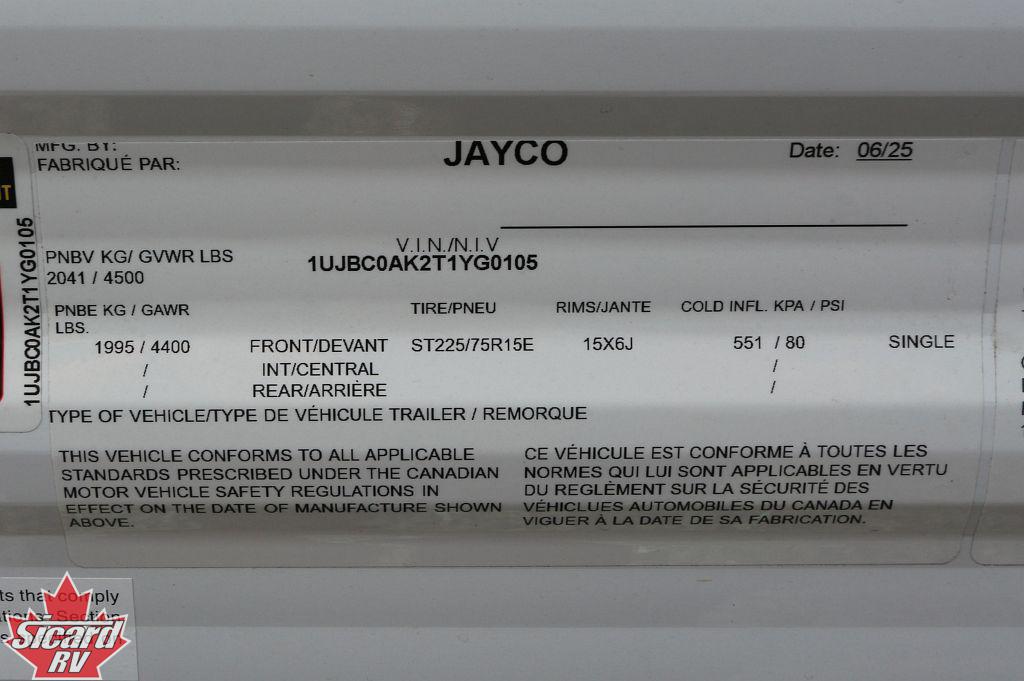 MFG. BY:
FABRIQUÉ PAR:
JAYCO
Date: 06/25
V.I.N./N.I.V
1UJBC0AK2T1YG0105
PNBV KG/ GVWR LBS
2041 / 4500
PNBE KG / GAWR LBS. TIRE/PNEU RIMS/JANTE COLD INFL. KPA / PSI
1995 / 4400 FRONT/DEVANT ST225/75R15E 15X6J 551 / 80 SINGLE
/ INT/CENTRAL /
/ REAR/ARRIÈRE /
TYPE OF VEHICLE/TYPE DE VÉHICULE TRAILER / REMORQUE
THIS VEHICLE CONFORMS TO ALL APPLICABLE
STANDARDS PRESCRIBED UNDER THE CANADIAN
MOTOR VEHICLE SAFETY REGULATIONS IN
EFFECT ON THE DATE OF MANUFACTURE SHOWN
ABOVE.
CE VÉHICULE EST CONFORME À TOUTES LES
NORMES QUI LUI SONT APPLICABLES EN VERTU
DU REGLÈMENT SUR LA SÉCURITÉ DES
VÉHICLUES AUTOMOBILES DU CANADA EN
VIGUER À LA DATE DE SA FABRICATION.
1UJBC0AK2T1YG0105
IT
ts that comply
Section
Sicard
RV